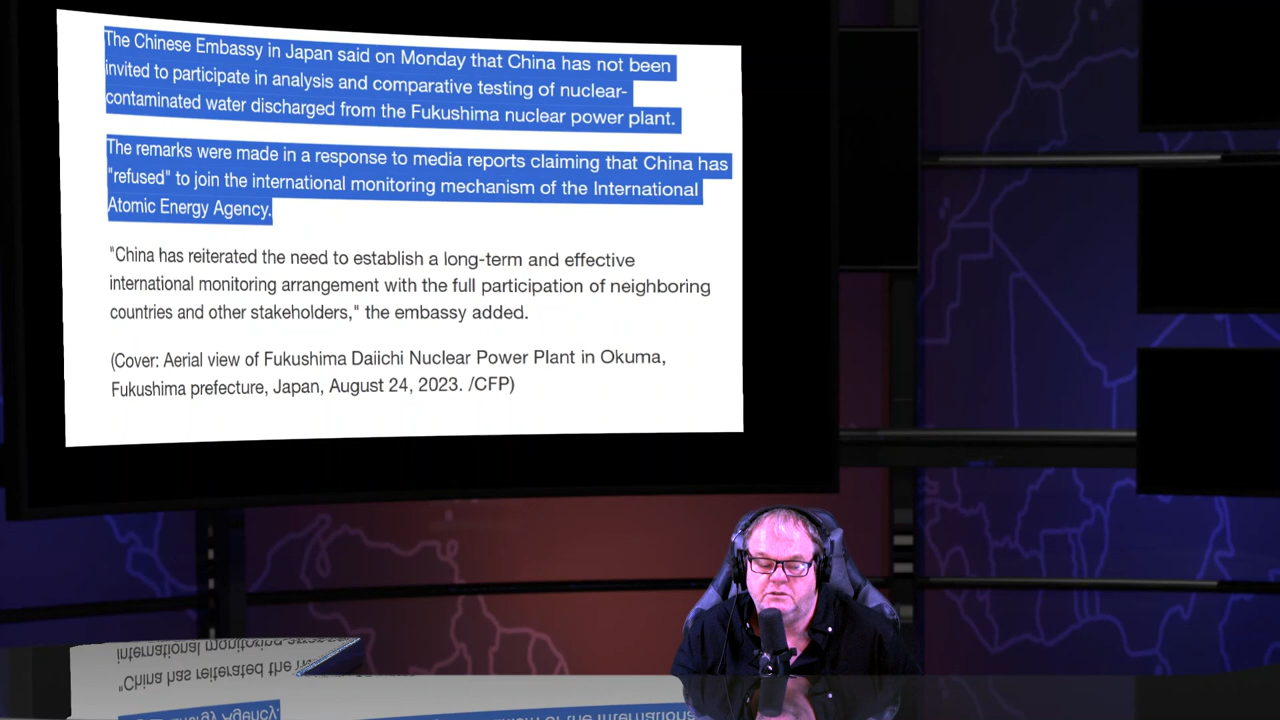 The Chinese Embassy in Japan said on Monday that China has not been
invited to participate in analysis and comparative testing of nuclear-
contaminated water discharged from the Fukushima nuclear power plant.
The remarks were made in a response to media reports claiming that China has
"refused" to join the international monitoring mechanism of the International
Atomic Energy Agency.
"China has reiterated the need to establish a long-term and effective
international monitoring arrangement with the full participation of neighboring
countries and other stakeholders," the embassy added.
(Cover: Aerial view of Fukushima Daiichi Nuclear Power Plant in Okuma,
Fukushima prefecture, Japan, August 24, 2023. /CFP)